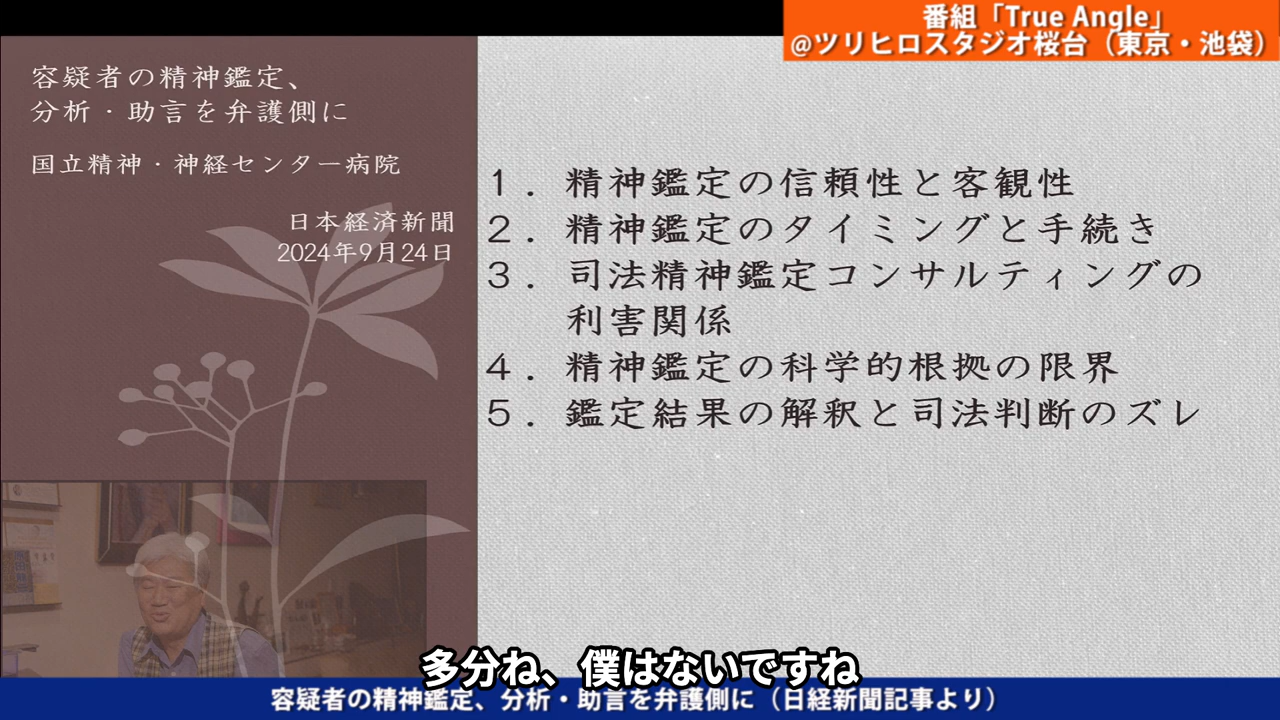 番組「True Angle」
@ツリヒロスタジオ桜台（東京・池袋）
容疑者の精神鑑定、
分析・助言を弁護側に
国立精神・神経センター病院
日本経済新聞
2024年9月24日
１．精神鑑定の信頼性と客観性
２．精神鑑定のタイミングと手続き
３．司法精神鑑定コンサルティングの
利害関係
４．精神鑑定の科学的根拠の限界
５．鑑定結果の解釈と司法判断のズレ
多分ね、僕はないですね
容疑者の精神鑑定、分析・助言を弁護側に（日経新聞記事より）